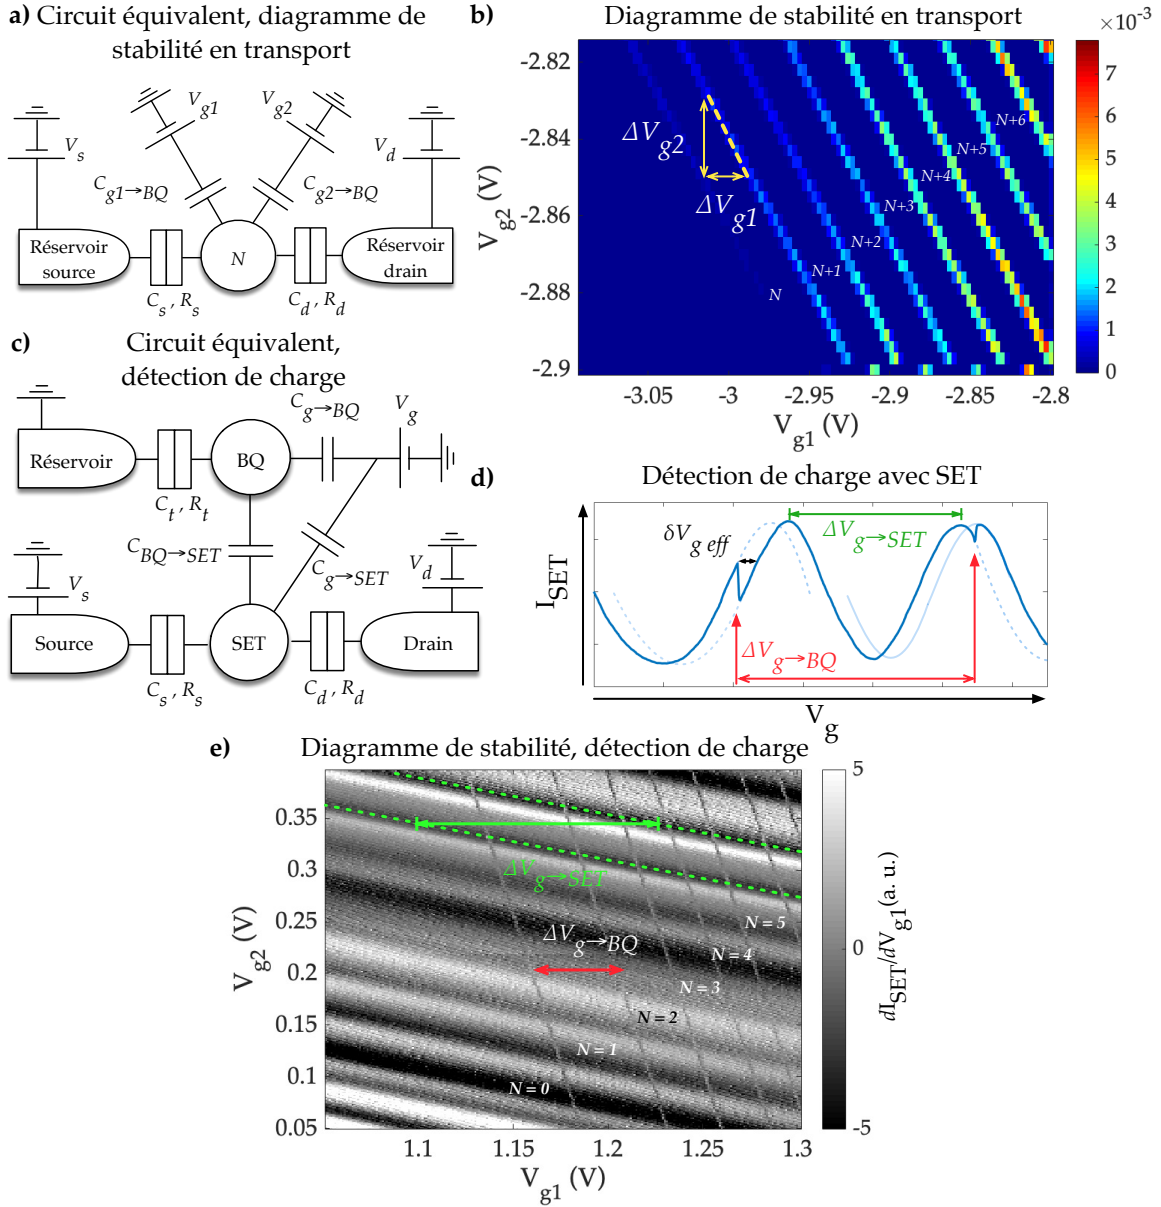 a) Circuit équivalent, diagramme de
stabilité en transport
V_g1
V_g2
V_s
V_d
C_g1→BQ
C_g2→BQ
Réservoir
source
N
Réservoir
drain
C_s , R_s
C_d , R_d
b) Diagramme de stabilité en transport
×10^-3
7
6
5
4
3
2
1
0
-2.82
-2.84
-2.86
-2.88
-2.9
V_g2 (V)
ΔV_g2
ΔV_g1
N
N+1
N+2
N+3
N+4
N+5
N+6
-3.05
-3
-2.95
-2.9
-2.85
-2.8
V_g1 (V)
c) Circuit équivalent,
détection de charge
C_g→BQ
V_g
Réservoir
BQ
C_t , R_t
C_BQ→SET
C_g→SET
V_s
V_d
Source
SET
Drain
C_s , R_s
C_d , R_d
d) Détection de charge avec SET
I_SET
δV_g eff
ΔV_g→SET
ΔV_g→BQ
V_g
e) Diagramme de stabilité, détection de charge
0.35
0.3
0.25
0.2
0.15
0.1
0.05
V_g2 (V)
ΔV_g→SET
ΔV_g→BQ
N = 5
N = 4
N = 3
N = 2
N = 1
N = 0
1.1
1.15
1.2
1.25
1.3
V_g1 (V)
5
0
-5
dI_SET/dV_g1(a. u.)